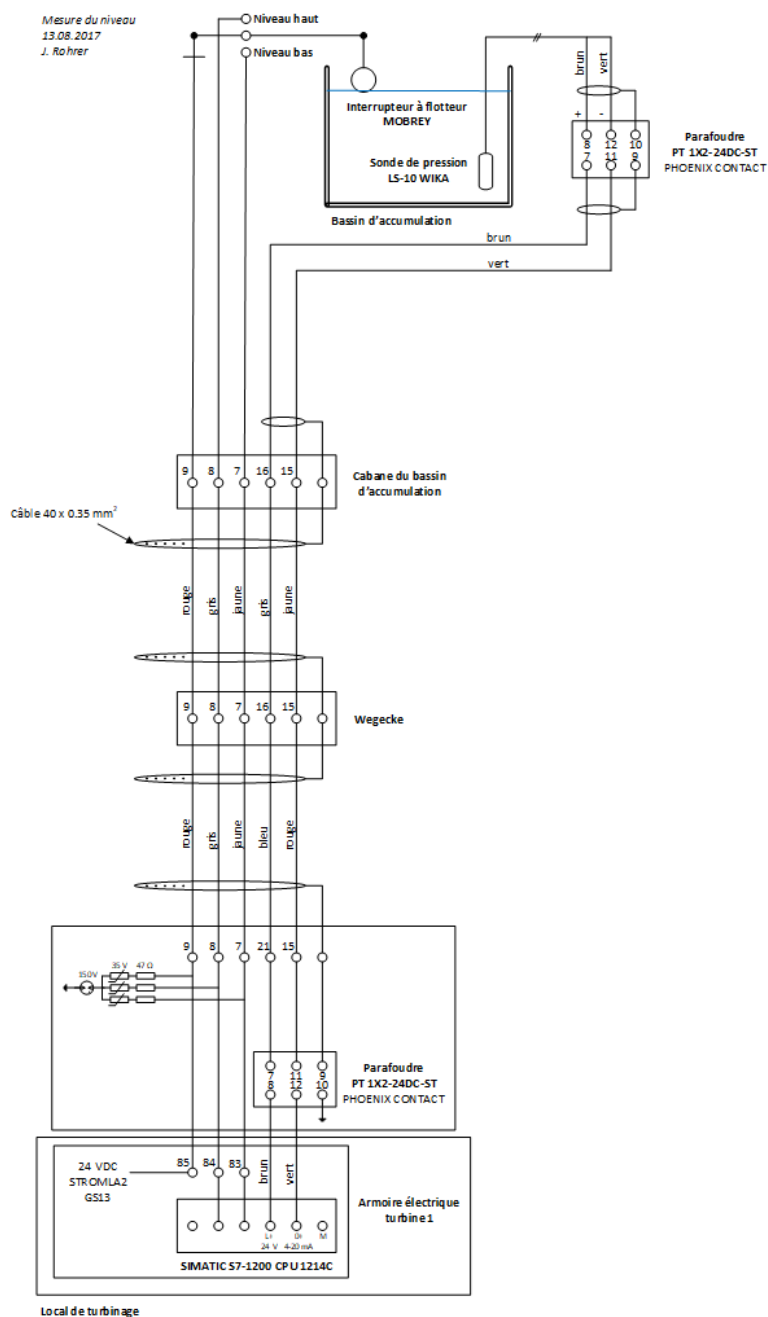 Mesure du niveau
13.08.2017
J. Rohrer
Niveau haut
Niveau bas
Interrupteur à flotteur
MOBREY
Sonde de pression
LS-10 WIKA
Bassin d'accumulation
brun
vert
+ -
8 12 10
7 11 9
Parafoudre
PT 1X2-24DC-ST
PHOENIX CONTACT
brun
vert
9 8 7 16 15
Cabane du bassin
d'accumulation
Câble 40 x 0.35 mm²
rouge
gris
jaune
gris
jaune
9 8 7 16 15
Wegecke
rouge
gris
jaune
bleu
rouge
9 8 7 21 15
150V
35 V 47 Ω
7 11 9
8 12 10
Parafoudre
PT 1X2-24DC-ST
PHOENIX CONTACT
24 VDC
STROMLA2
GS13
85 84 83
brun
vert
Armoire électrique
turbine 1
L+ M
24 V 4-20 mA
SIMATIC S7-1200 CPU 1214C
Local de turbinage